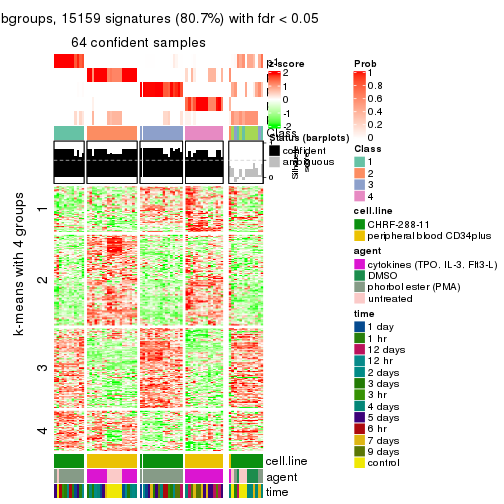 bgroups, 15159 signatures (80.7%) with fdr < 0.05
64 confident samples
z-score
2
1
0
-1
-2
Prob
1
0.8
0.6
0.4
0.2
0
Class
Status (barplots)
confident
ambiguous
Silhouette
score
1
0
Class
1
2
3
4
k-means with 4 groups
1
2
3
4
cell.line
CHRF-288-11
peripheral blood CD34plus
agent
cytokines (TPO, IL-3, Flt3-L)
DMSO
phorbol ester (PMA)
untreated
time
1 day
1 hr
12 days
12 hr
2 days
3 days
3 hr
4 days
5 days
6 hr
7 days
9 days
control
cell.line
agent
time